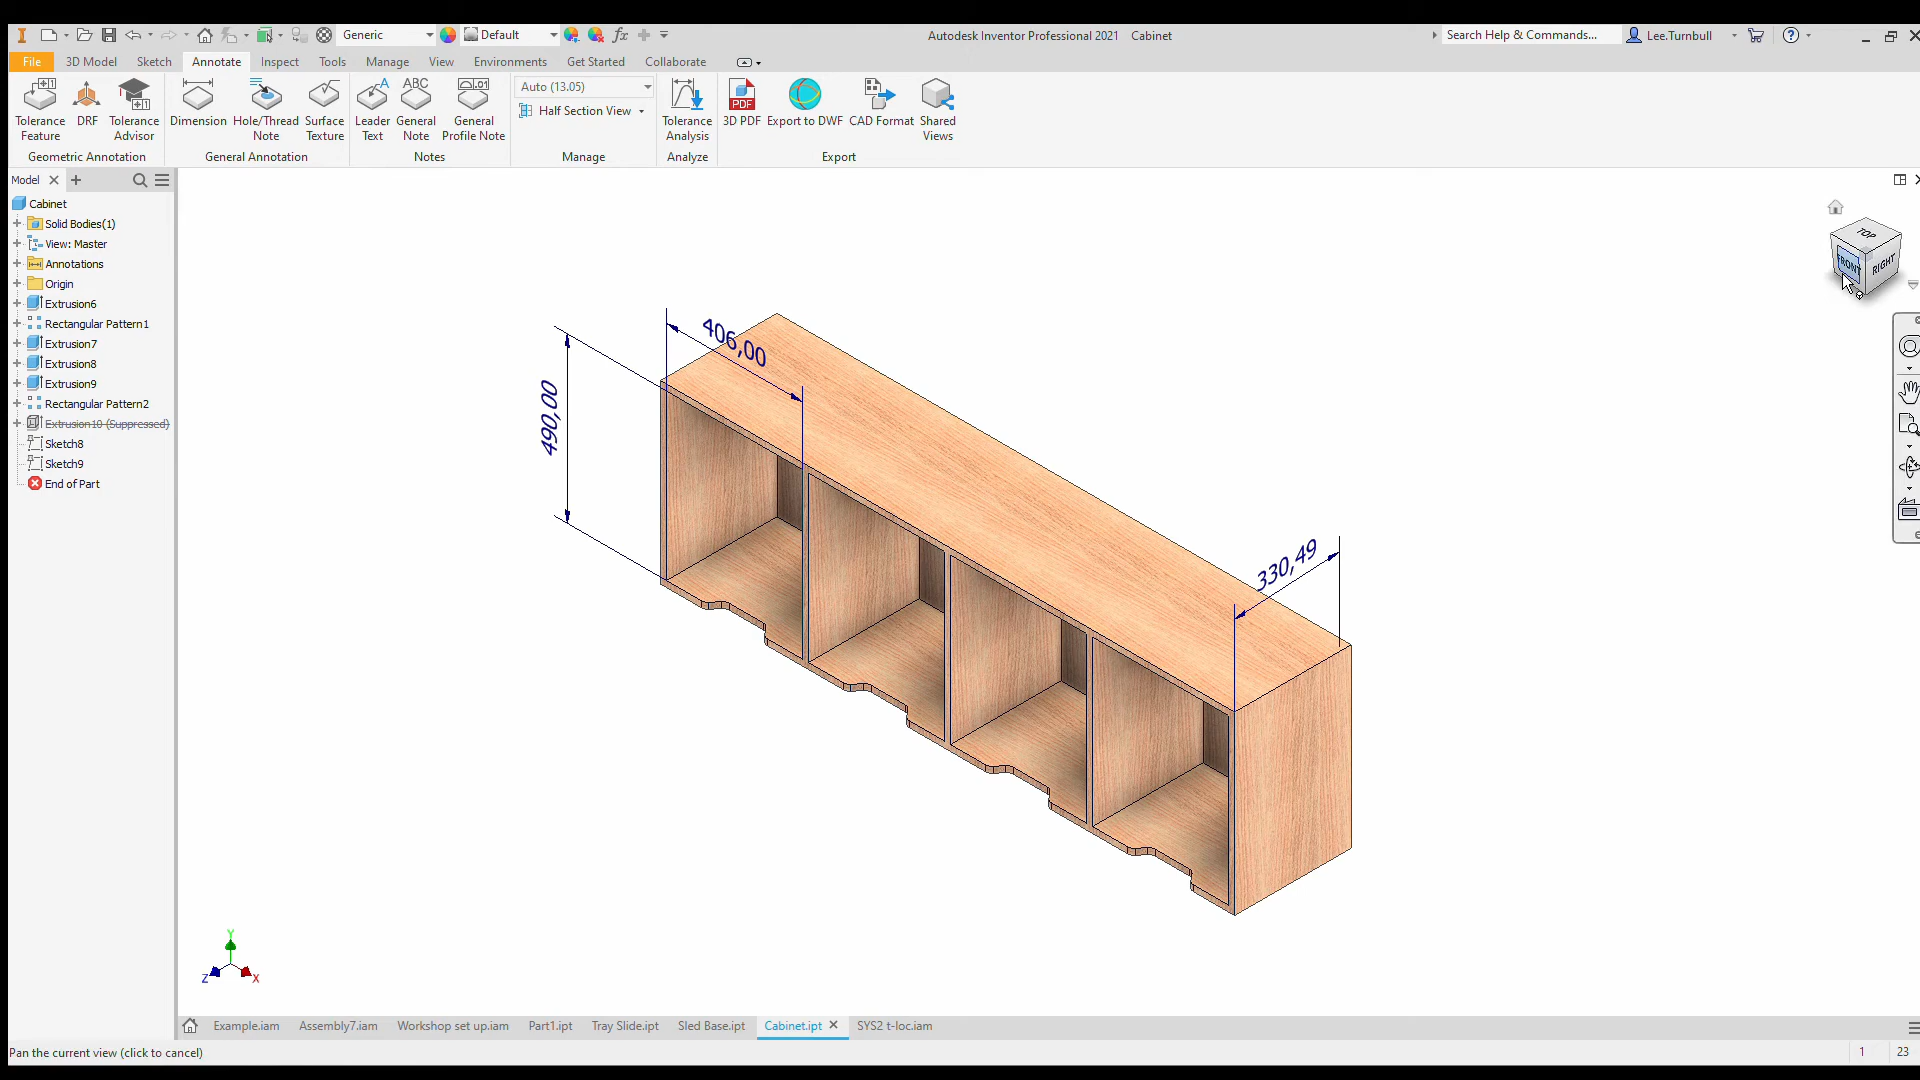 Generic
Default
fx
Autodesk Inventor Professional 2021 Cabinet
Search Help & Commands...
Lee.Turnbull
File 3D Model Sketch Annotate Inspect Tools Manage View Environments Get Started Collaborate
Tolerance Feature
DRF
Tolerance Advisor
Geometric Annotation
Dimension
Hole/Thread Note
Surface Texture
General Annotation
ABC
Leader Text
General Note
General Profile Note
Notes
Auto (13.05)
Half Section View
Manage
Tolerance Analysis
Analyze
PDF
3D PDF
Export to DWF
CAD Format
Shared Views
Export
Model
Cabinet
Solid Bodies(1)
View: Master
Annotations
Origin
Extrusion6
Rectangular Pattern1
Extrusion7
Extrusion8
Extrusion9
Rectangular Pattern2
Extrusion10 (Suppressed)
Sketch8
Sketch9
End of Part
TOP
FRONT
RIGHT
406,00
490,00
330,49
Y
Z
X
Example.iam Assembly7.iam Workshop set up.iam Part1.ipt Tray Slide.ipt Sled Base.ipt Cabinet.ipt SYS2 t-loc.iam
Pan the current view (click to cancel)
1 23